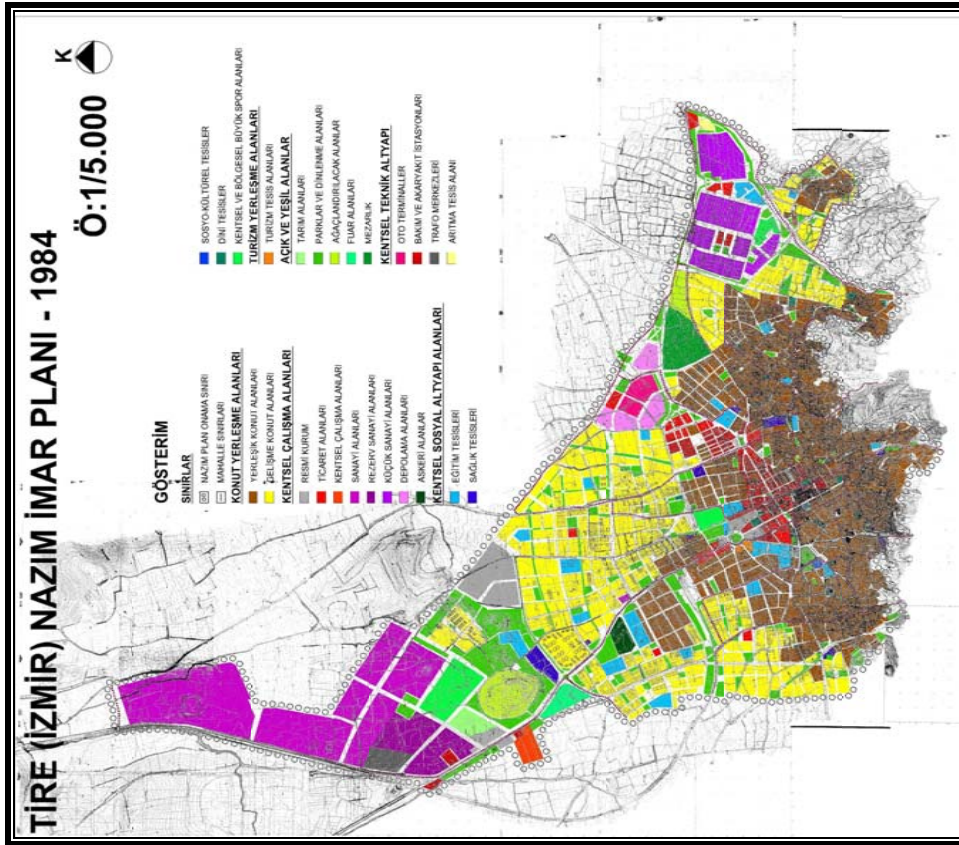 TİRE (İZMİR) NAZIM İMAR PLANI - 1984
Ö:1/5.000
K
GÖSTERİM
SINIRLAR
NAZIM PLAN ONAMA SINIRI
MAHALLE SINIRLARI
KONUT YERLEŞME ALANLARI
YERLEŞİK KONUT ALANLARI
GELİŞME KONUT ALANLARI
KENTSEL ÇALIŞMA ALANLARI
RESMİ KURUM
TİCARET ALANLARI
KENTSEL ÇALIŞMA ALANLARI
SANAYİ ALANLARI
REZERV SANAYİ ALANLARI
KÜÇÜK SANAYİ ALANLARI
DEPOLAMA ALANLARI
ASKERİ ALANLAR
KENTSEL SOSYAL ALTYAPI ALANLARI
EĞİTİM TESİSLERİ
SAĞLIK TESİSLERİ
SOSYO-KÜLTÜREL TESİSLER
DİNİ TESİSLER
KENTSEL VE BÖLGESEL BÜYÜK SPOR ALANLARI
TURİZM YERLEŞME ALANLARI
TURİZM TESİS ALANLARI
AÇIK VE YEŞİL ALANLAR
TARIM ALANLARI
PARKLAR VE DİNLENME ALANLARI
AĞAÇLANDIRILACAK ALANLAR
FUAR ALANLARI
MEZARLIK
KENTSEL TEKNİK ALTYAPI
OTO TERMİNALLER
BAKIM VE AKARYAKIT İSTASYONLARI
TRAFO MERKEZLERİ
ARITMA TESİS ALANI